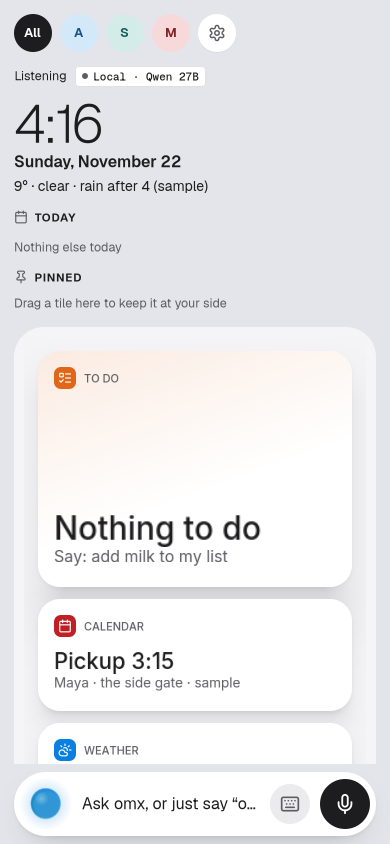 All A S M
Listening Local · Qwen 27B
4:16
Sunday, November 22
9° · clear · rain after 4 (sample)
TODAY
Nothing else today
PINNED
Drag a tile here to keep it at your side
TO DO
Nothing to do
Say: add milk to my list
CALENDAR
Pickup 3:15
Maya · the side gate · sample
WEATHER
Ask omx, or just say “o…